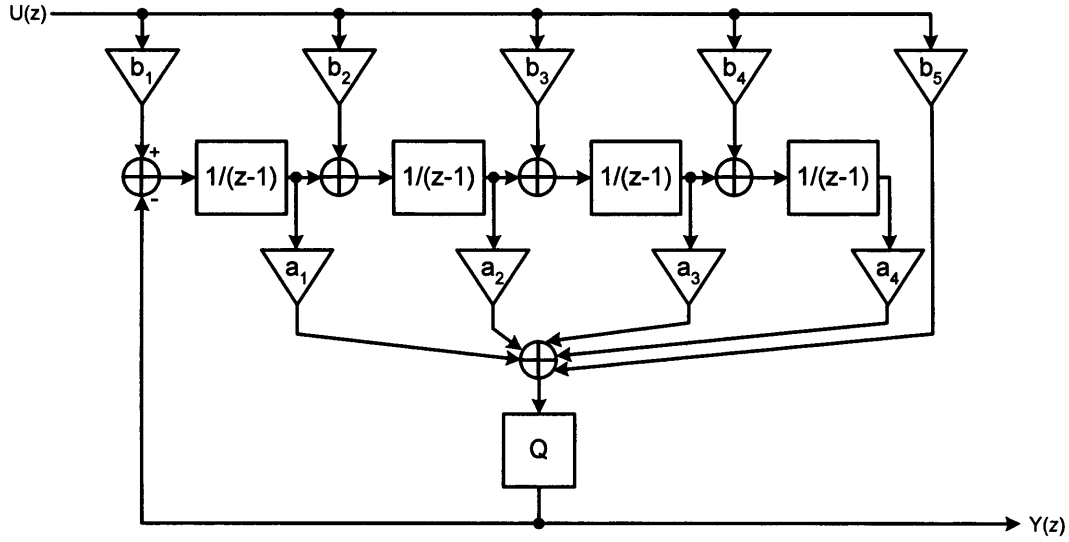 U(z)
b₁ b₂ b₃ b₄ b₅
+
1/(z-1) 1/(z-1) 1/(z-1) 1/(z-1)
-
a₁ a₂ a₃ a₄
Q
Y(z)